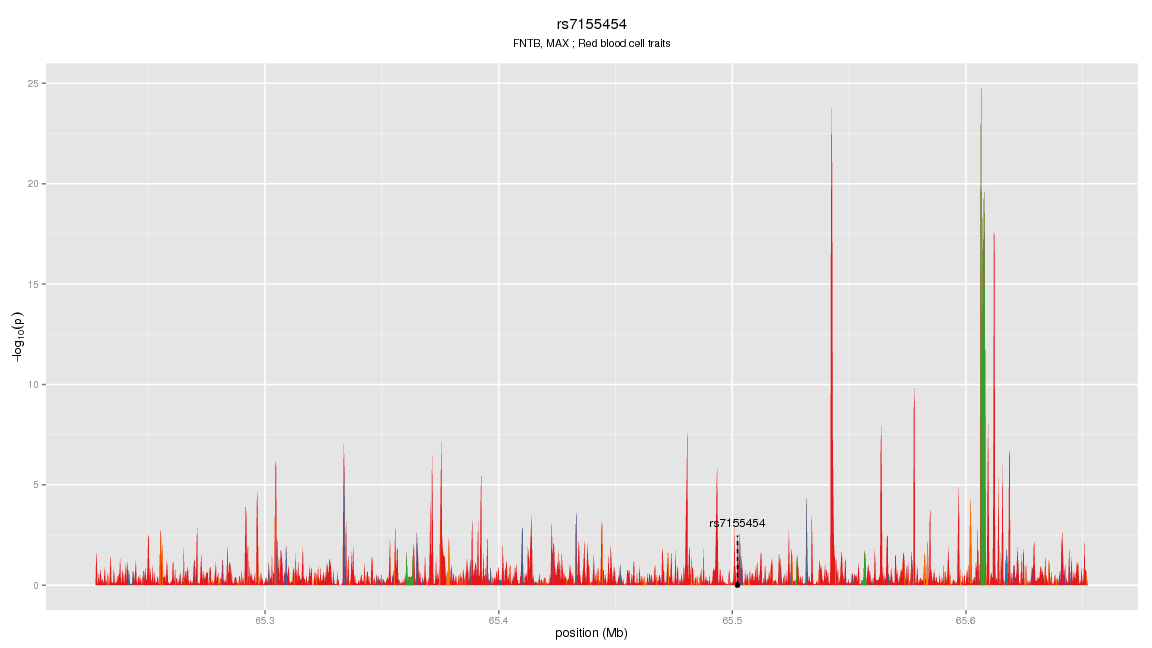 rs7155454
FNTB, MAX ; Red blood cell traits
25
20
15
10
5
0
−log10(p)
rs7155454
65.3 65.4 65.5 65.6
position (Mb)